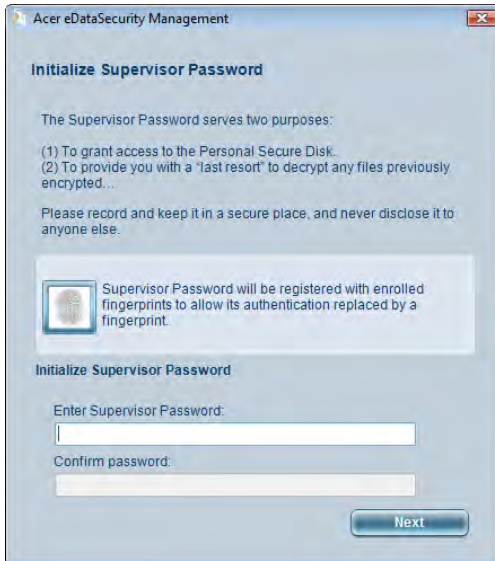 Acer eDataSecurity Management
Initialize Supervisor Password
The Supervisor Password serves two purposes:
(1) To grant access to the Personal Secure Disk.
(2) To provide you with a "last resort" to decrypt any files previously
encrypted...
Please record and keep it in a secure place, and never disclose it to
anyone else.
Supervisor Password will be registered with enrolled
fingerprints to allow its authentication replaced by a
fingerprint.
Initialize Supervisor Password
Enter Supervisor Password:
Confirm password:
Next